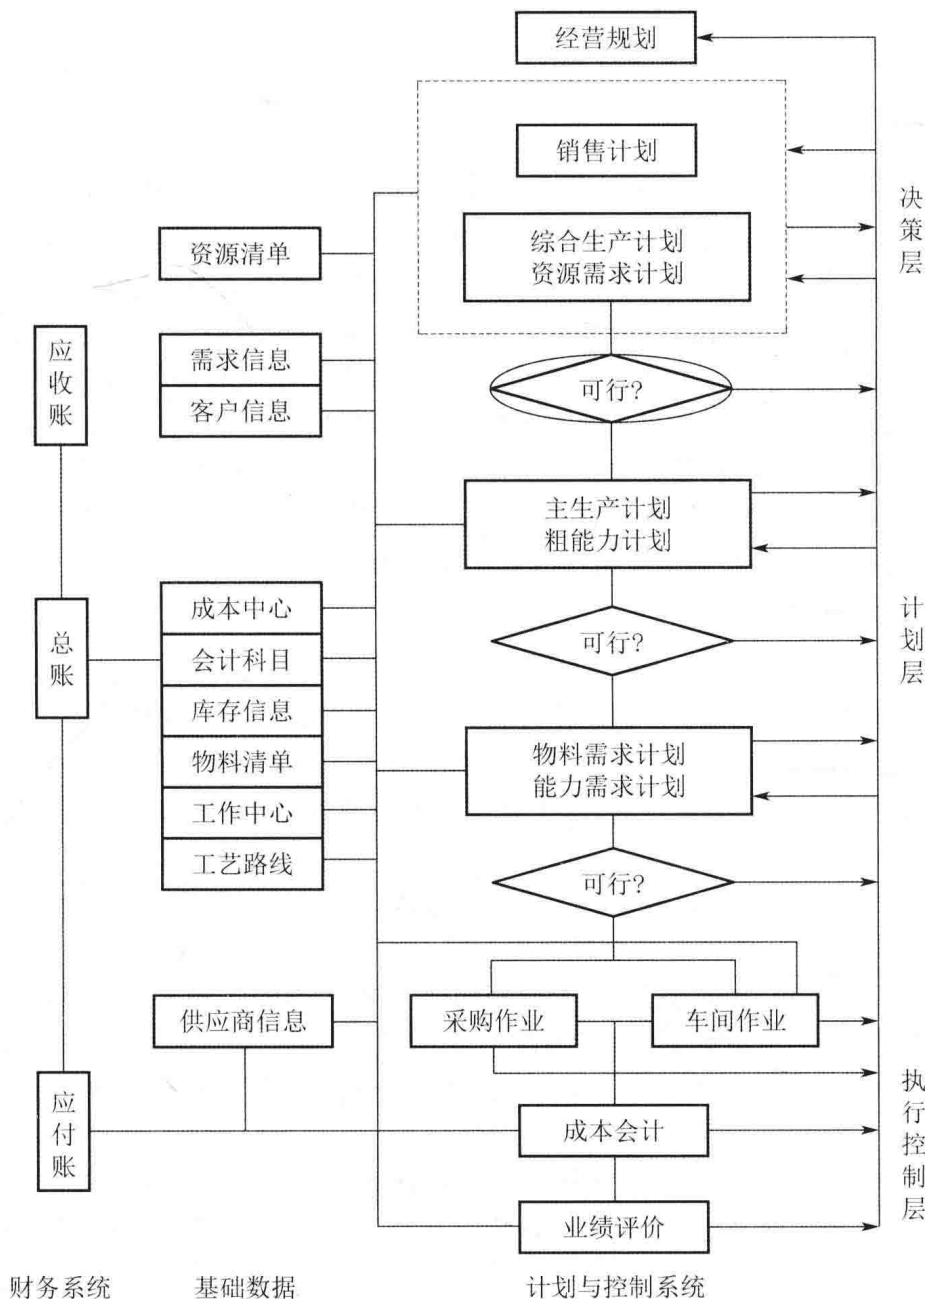 经营规划
销售计划
综合生产计划
资源需求计划
决策层
资源清单
应收账
需求信息
客户信息
可行?
主生产计划
粗能力计划
总账
成本中心
会计科目
库存信息
物料清单
工作中心
工艺路线
可行?
计划层
物料需求计划
能力需求计划
可行?
供应商信息
采购作业
车间作业
应付账
成本会计
执行控制层
业绩评价
财务系统
基础数据
计划与控制系统